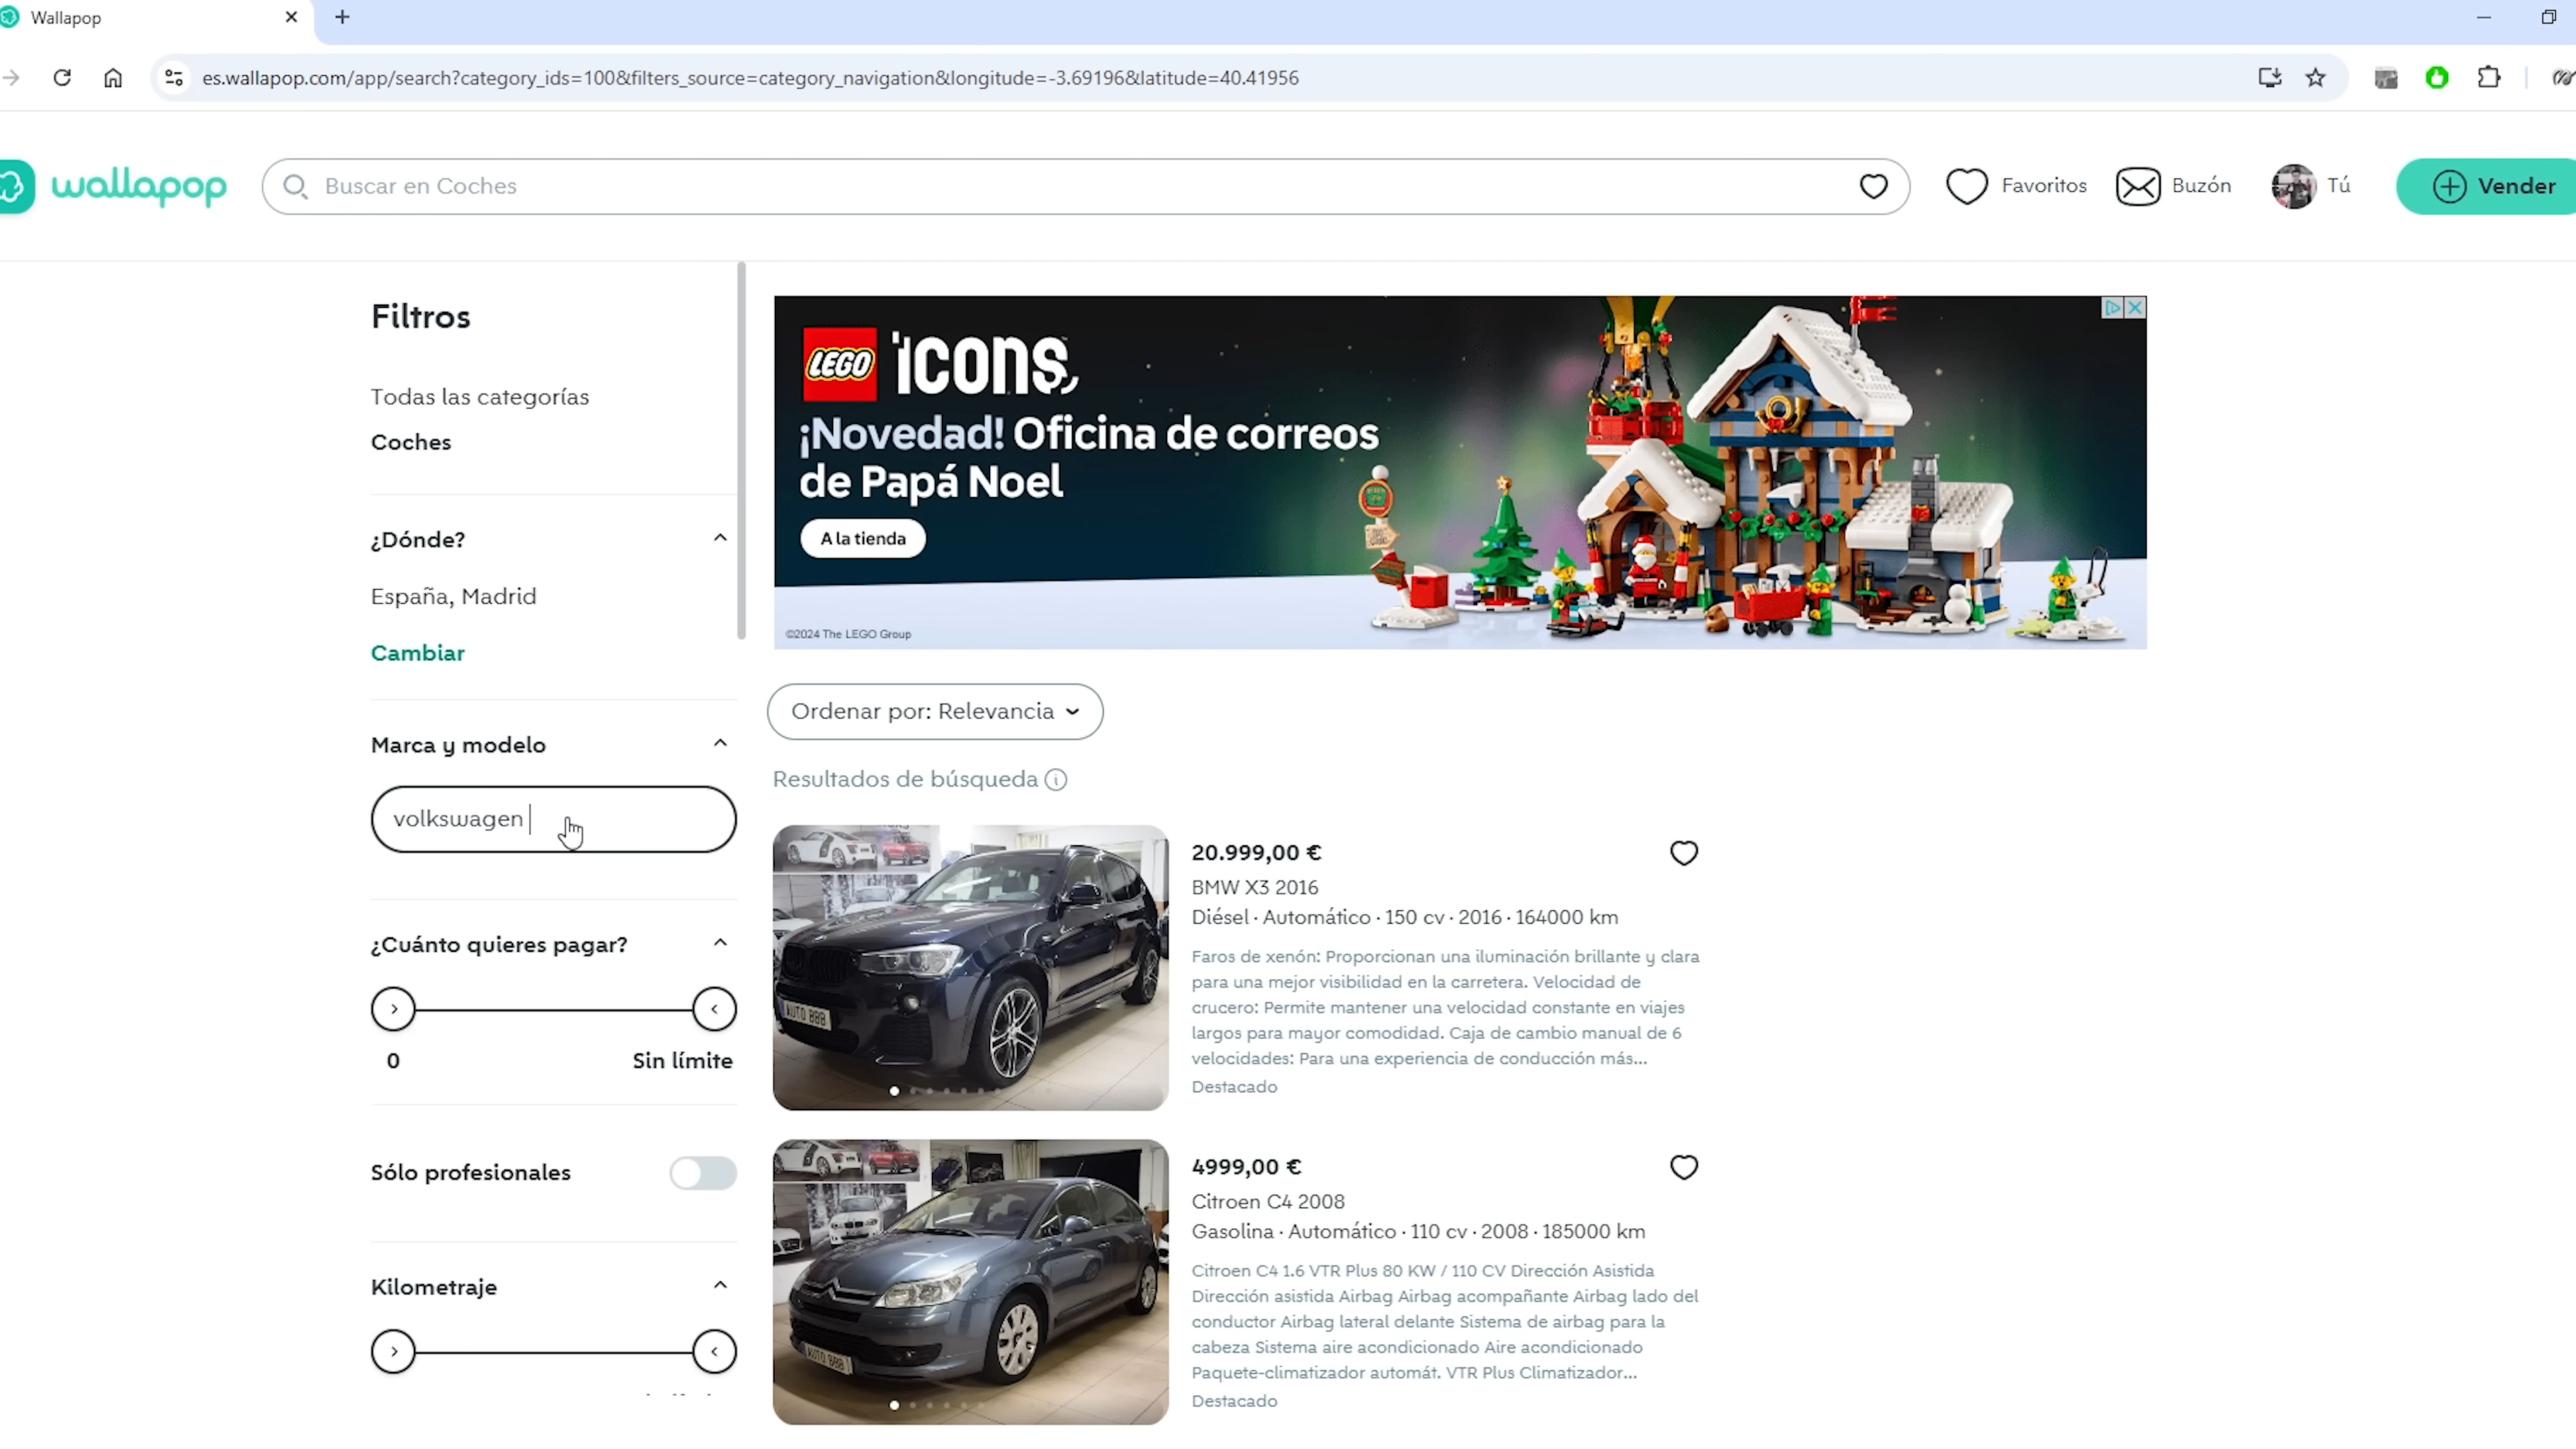 Wallapop
es.wallapop.com/app/search?category_ids=100&filters_source=category_navigation&longitude=-3.69196&latitude=40.41956
wallapop
Buscar en Coches
Favoritos
Buzón
Tú
Vender
Filtros
Todas las categorías
Coches
¿Dónde?
España, Madrid
Cambiar
Marca y modelo
volkswagen
¿Cuánto quieres pagar?
0
Sin límite
Sólo profesionales
Kilometraje
LEGO icons
¡Novedad! Oficina de correos
de Papá Noel
A la tienda
©2024 The LEGO Group
Ordenar por: Relevancia
Resultados de búsqueda
AUTO BBB
20.999,00 €
BMW X3 2016
Diésel · Automático · 150 cv · 2016 · 164000 km
Faros de xenón: Proporcionan una iluminación brillante y clara
para una mejor visibilidad en la carretera. Velocidad de
crucero: Permite mantener una velocidad constante en viajes
largos para mayor comodidad. Caja de cambio manual de 6
velocidades: Para una experiencia de conducción más...
Destacado
AUTO BBB
4999,00 €
Citroen C4 2008
Gasolina · Automático · 110 cv · 2008 · 185000 km
Citroen C4 1.6 VTR Plus 80 KW / 110 CV Dirección Asistida
Dirección asistida Airbag Airbag acompañante Airbag lado del
conductor Airbag lateral delante Sistema de airbag para la
cabeza Sistema aire acondicionado Aire acondicionado
Paquete-climatizador automát. VTR Plus Climatizador...
Destacado